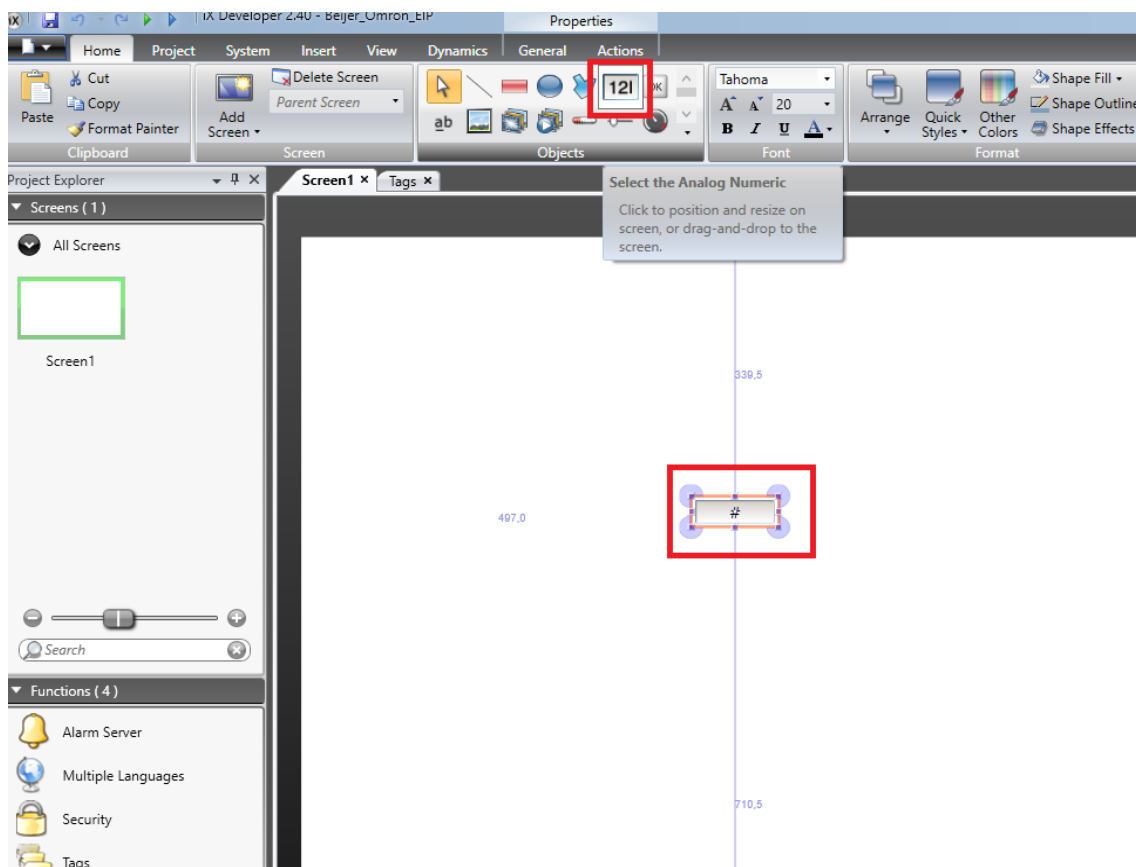 iX Developer 2.40 - Beijer_Omron_EIP
Properties
Home Project System Insert View Dynamics General Actions
Cut
Copy
Format Painter
Paste
Clipboard
Add Screen
Delete Screen
Parent Screen
Screen
ab
12
OK
Objects
Tahoma
A A 20
B I U A
Font
Arrange
Quick Styles
Other Colors
Shape Fill
Shape Outline
Shape Effects
Format
Project Explorer
Screens ( 1 )
All Screens
Screen1
Search
Functions ( 4 )
Alarm Server
Multiple Languages
Security
Tags
Screen1
Tags
Select the Analog Numeric
Click to position and resize on
screen, or drag-and-drop to the
screen.
339,5
497,0
#
710,5